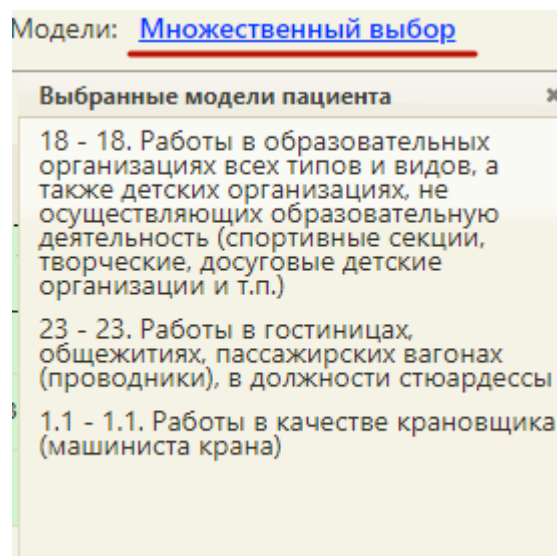 Модели: Множественный выбор
Выбранные модели пациента
18 - 18. Работы в образовательных
организациях всех типов и видов, а
также детских организациях, не
осуществляющих образовательную
деятельность (спортивные секции,
творческие, досуговые детские
организации и т.п.)
23 - 23. Работы в гостиницах,
общежитиях, пассажирских вагонах
(проводники), в должности стюардессы
1.1 - 1.1. Работы в качестве крановщика
(машиниста крана)